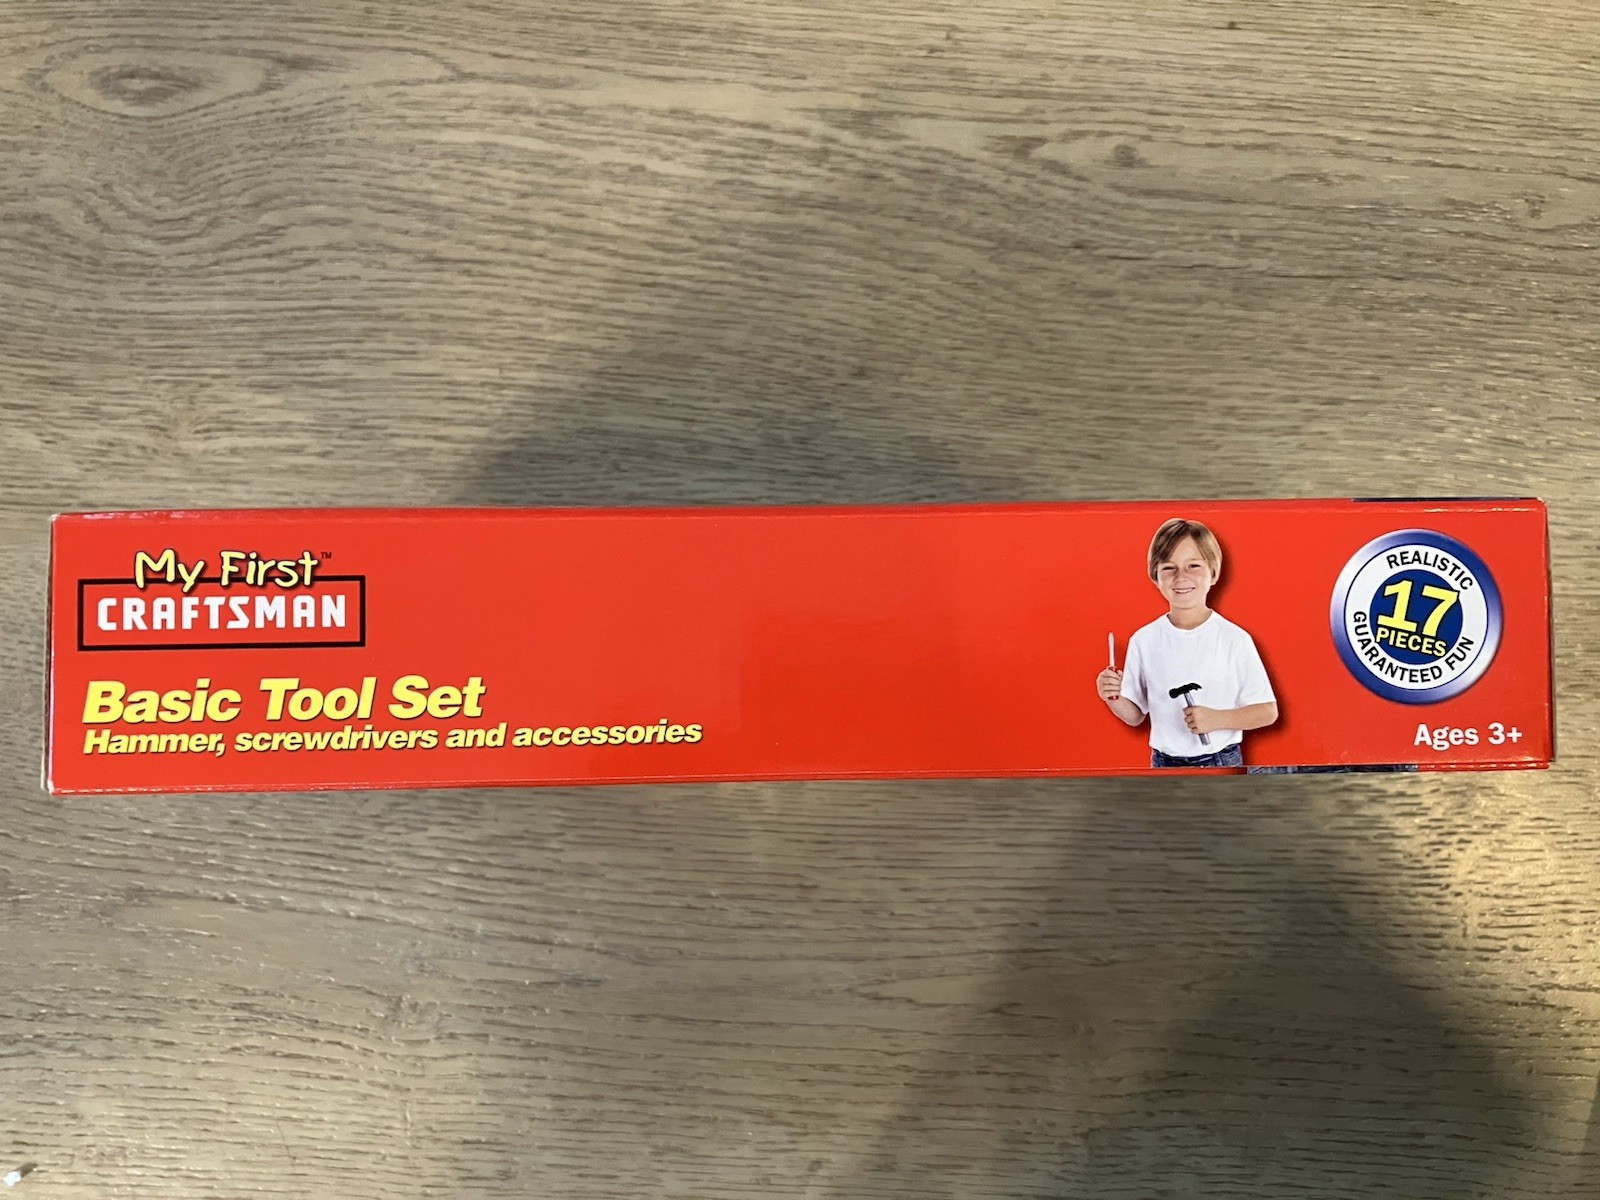 My First™
CRAFTSMAN
Basic Tool Set
Hammer, screwdrivers and accessories
REALISTIC
17
PIECES
GUARANTEED FUN
Ages 3+